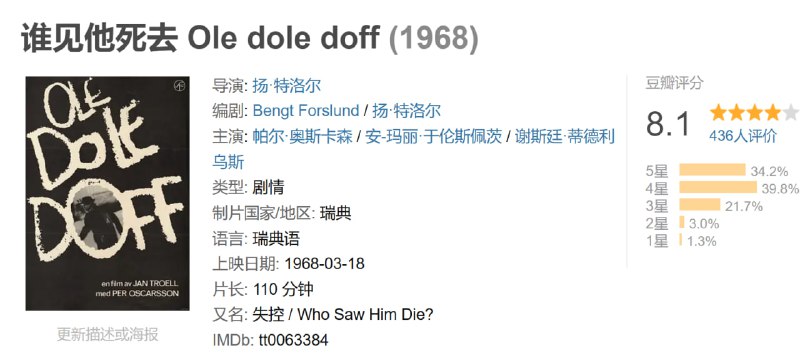 谁见他死去 Ole dole doff (1968)
OLE
DOLE
DOFF
en film av JAN TROELL
med PER OSCARSSON
更新描述或海报
导演: 扬·特洛尔
编剧: Bengt Forslund / 扬·特洛尔
主演: 帕尔·奥斯卡森 / 安-玛丽·于伦斯佩茨 / 谢斯廷·蒂德利
乌斯
类型: 剧情
制片国家/地区: 瑞典
语言: 瑞典语
上映日期: 1968-03-18
片长: 110 分钟
又名: 失控 / Who Saw Him Die?
IMDb: tt0063384
豆瓣评分
8.1
436人评价
5星 34.2%
4星 39.8%
3星 21.7%
2星 3.0%
1星 1.3%